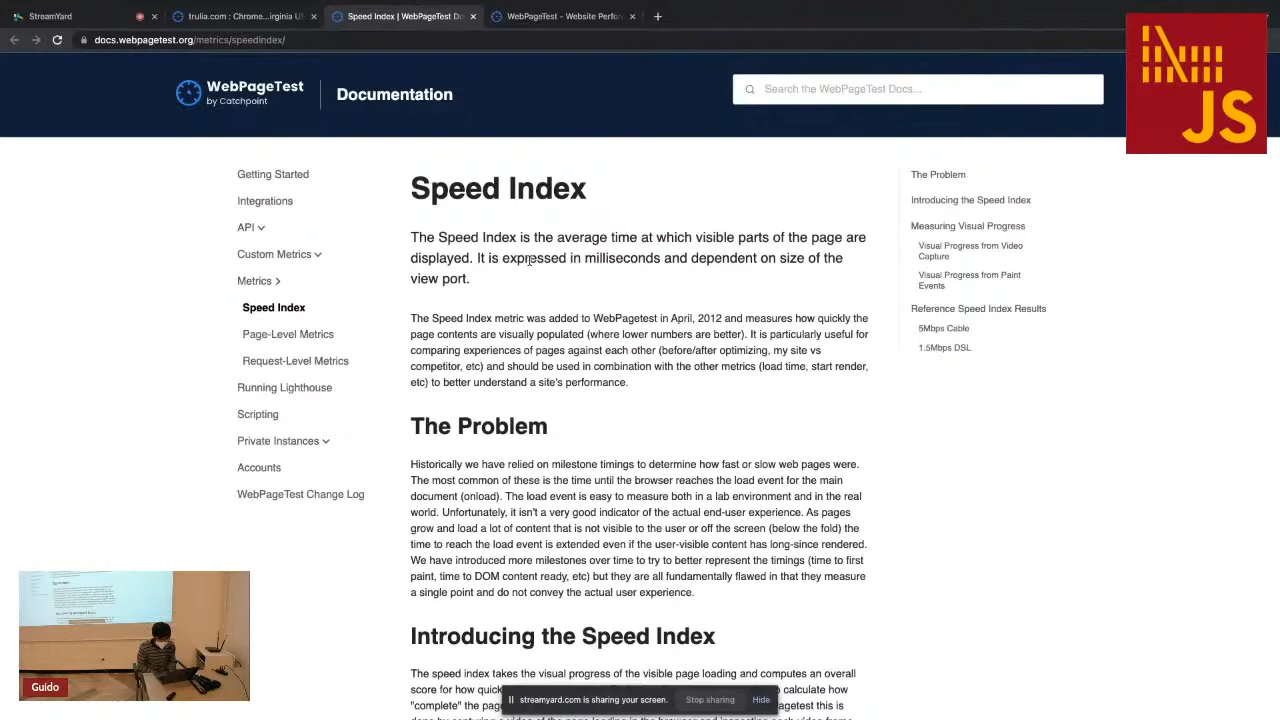 StreamYard
trulia.com : Chrome...irginia US
Speed Index | WebPageTest Do
WebPageTest - Website Perfor
docs.webpagetest.org/metrics/speedindex/
WebPageTest
by Catchpoint
Documentation
Search the WebPageTest Docs...
JS
Getting Started
Integrations
API
Custom Metrics
Metrics
Speed Index
Page-Level Metrics
Request-Level Metrics
Running Lighthouse
Scripting
Private Instances
Accounts
WebPageTest Change Log
Speed Index
The Speed Index is the average time at which visible parts of the page are
displayed. It is expressed in milliseconds and dependent on size of the
view port.
The Speed Index metric was added to WebPagetest in April, 2012 and measures how quickly the
page contents are visually populated (where lower numbers are better). It is particularly useful for
comparing experiences of pages against each other (before/after optimizing, my site vs
competitor, etc) and should be used in combination with the other metrics (load time, start render,
etc) to better understand a site's performance.
The Problem
Historically we have relied on milestone timings to determine how fast or slow web pages were.
The most common of these is the time until the browser reaches the load event for the main
document (onload). The load event is easy to measure both in a lab environment and in the real
world. Unfortunately, it isn't a very good indicator of the actual end-user experience. As pages
grow and load a lot of content that is not visible to the user or off the screen (below the fold) the
time to reach the load event is extended even if the user-visible content has long-since rendered.
We have introduced more milestones over time to try to better represent the timings (time to first
paint, time to DOM content ready, etc) but they are all fundamentally flawed in that they measure
a single point and do not convey the actual user experience.
Introducing the Speed Index
The speed index takes the visual progress of the visible page loading and computes an overall
score for how quick
calculate how
"complete" the pag
agetest this is
The Problem
Introducing the Speed Index
Measuring Visual Progress
Visual Progress from Video
Capture
Visual Progress from Paint
Events
Reference Speed Index Results
5Mbps Cable
1.5Mbps DSL
Guido
streamyard.com is sharing your screen.
Stop sharing
Hide